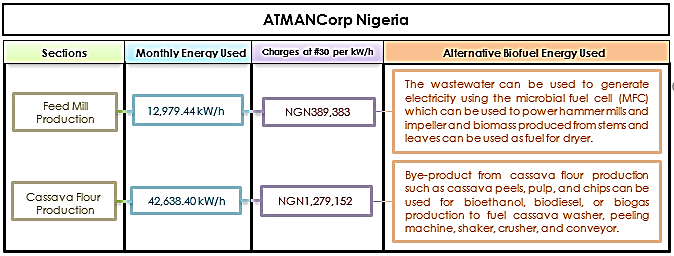 ATMANCorp Nigeria
Sections
Monthly Energy Used
Charges at #30 per kW/h
Alternative Biofuel Energy Used
Feed Mill
Production
12,979.44 kW/h
NGN389,383
The wastewater can be used to generate
electricity using the microbial fuel cell (MFC)
which can be used to power hammer mills and
impeller and biomass produced from stems and
leaves can be used as fuel for dryer.
Cassava Flour
Production
42,638.40 kW/h
NGN1,279,152
Bye-product from cassava flour production
such as cassava peels, pulp, and chips can be
used for bioethanol, biodiesel, or biogas
production to fuel cassava washer, peeling
machine, shaker, crusher, and conveyor.